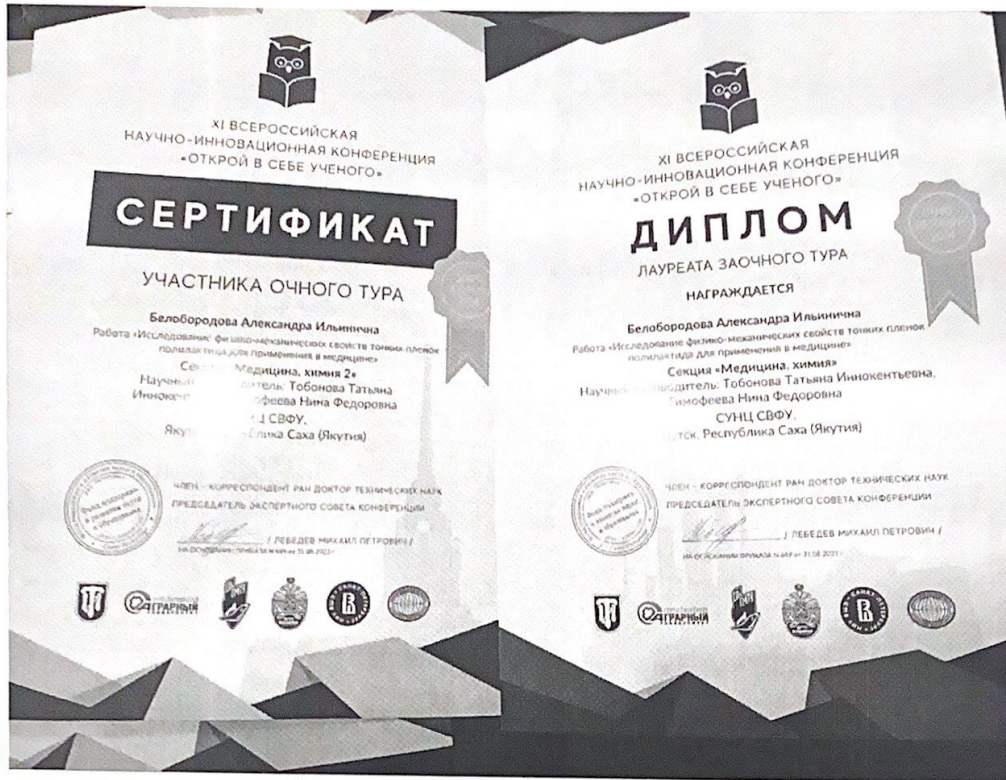 XI ВСЕРОССИЙСКАЯ
НАУЧНО-ИННОВАЦИОННАЯ КОНФЕРЕНЦИЯ
«ОТКРОЙ В СЕБЕ УЧЕНОГО»
СЕРТИФИКАТ
УЧАСТНИКА ОЧНОГО ТУРА
Белобородова Александра Ильинична
Работа «Исследование физико-механических свойств тонких пленок
полилактида для применения в медицине»
Медицина, химия 2»
Тобонова Татьяна
Нина Федоровна
СВФУ,
Саха (Якутия)
ЧЛЕН - КОРРЕСПОНДЕНТ РАН ДОКТОР ТЕХНИЧЕСКИХ НАУК
ПРЕДСЕДАТЕЛЬ ЭКСПЕРТНОГО СОВЕТА КОНФЕРЕНЦИИ
/ ЛЕБЕДЕВ МИХАИЛ ПЕТРОВИЧ /
АГРАРНЫЙ
XI ВСЕРОССИЙСКАЯ
НАУЧНО-ИННОВАЦИОННАЯ КОНФЕРЕНЦИЯ
«ОТКРОЙ В СЕБЕ УЧЕНОГО»
ДИПЛОМ
ЛАУРЕАТА ЗАОЧНОГО ТУРА
НАГРАЖДАЕТСЯ
Белобородова Александра Ильинична
Работа «Исследование физико-механических свойств тонких пленок
полилактида для применения в медицине»
Секция «Медицина, химия»
Тобонова Татьяна Иннокентьевна,
Тимофеева Нина Федоровна
СУНЦ СВФУ,
Республика Саха (Якутия)
ЧЛЕН - КОРРЕСПОНДЕНТ РАН ДОКТОР ТЕХНИЧЕСКИХ НАУК
ПРЕДСЕДАТЕЛЬ ЭКСПЕРТНОГО СОВЕТА КОНФЕРЕНЦИИ
/ ЛЕБЕДЕВ МИХАИЛ ПЕТРОВИЧ /
АГРАРНЫЙ